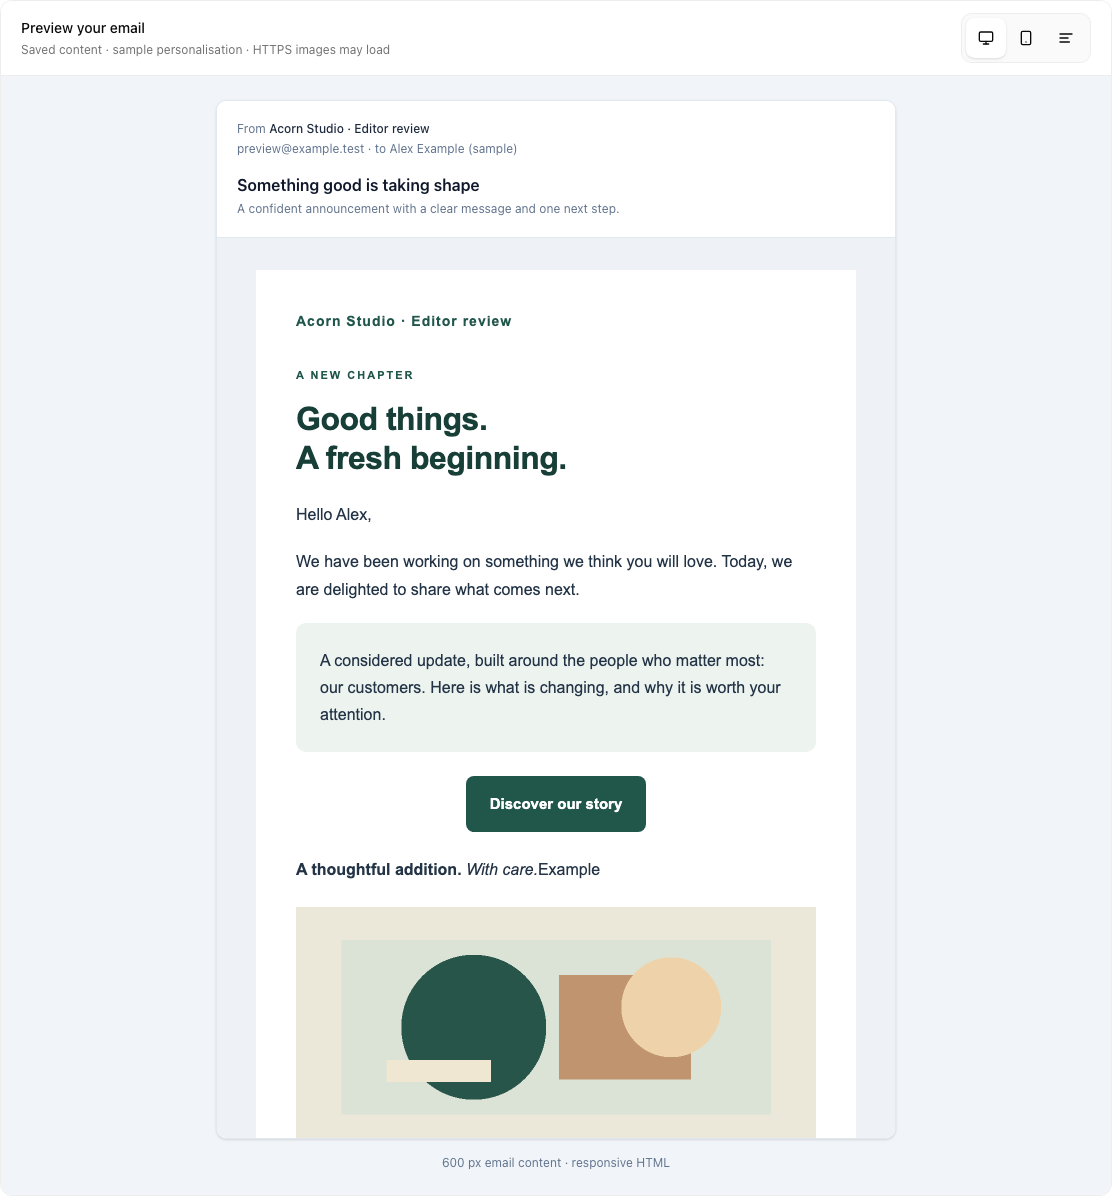 Preview your email
Saved content · sample personalisation · HTTPS images may load
From Acorn Studio · Editor review
preview@example.test · to Alex Example (sample)
Something good is taking shape
A confident announcement with a clear message and one next step.
Acorn Studio · Editor review
A NEW CHAPTER
Good things.
A fresh beginning.
Hello Alex,
We have been working on something we think you will love. Today, we
are delighted to share what comes next.
A considered update, built around the people who matter most:
our customers. Here is what is changing, and why it is worth your
attention.
Discover our story
A thoughtful addition. With care.Example
600 px email content · responsive HTML